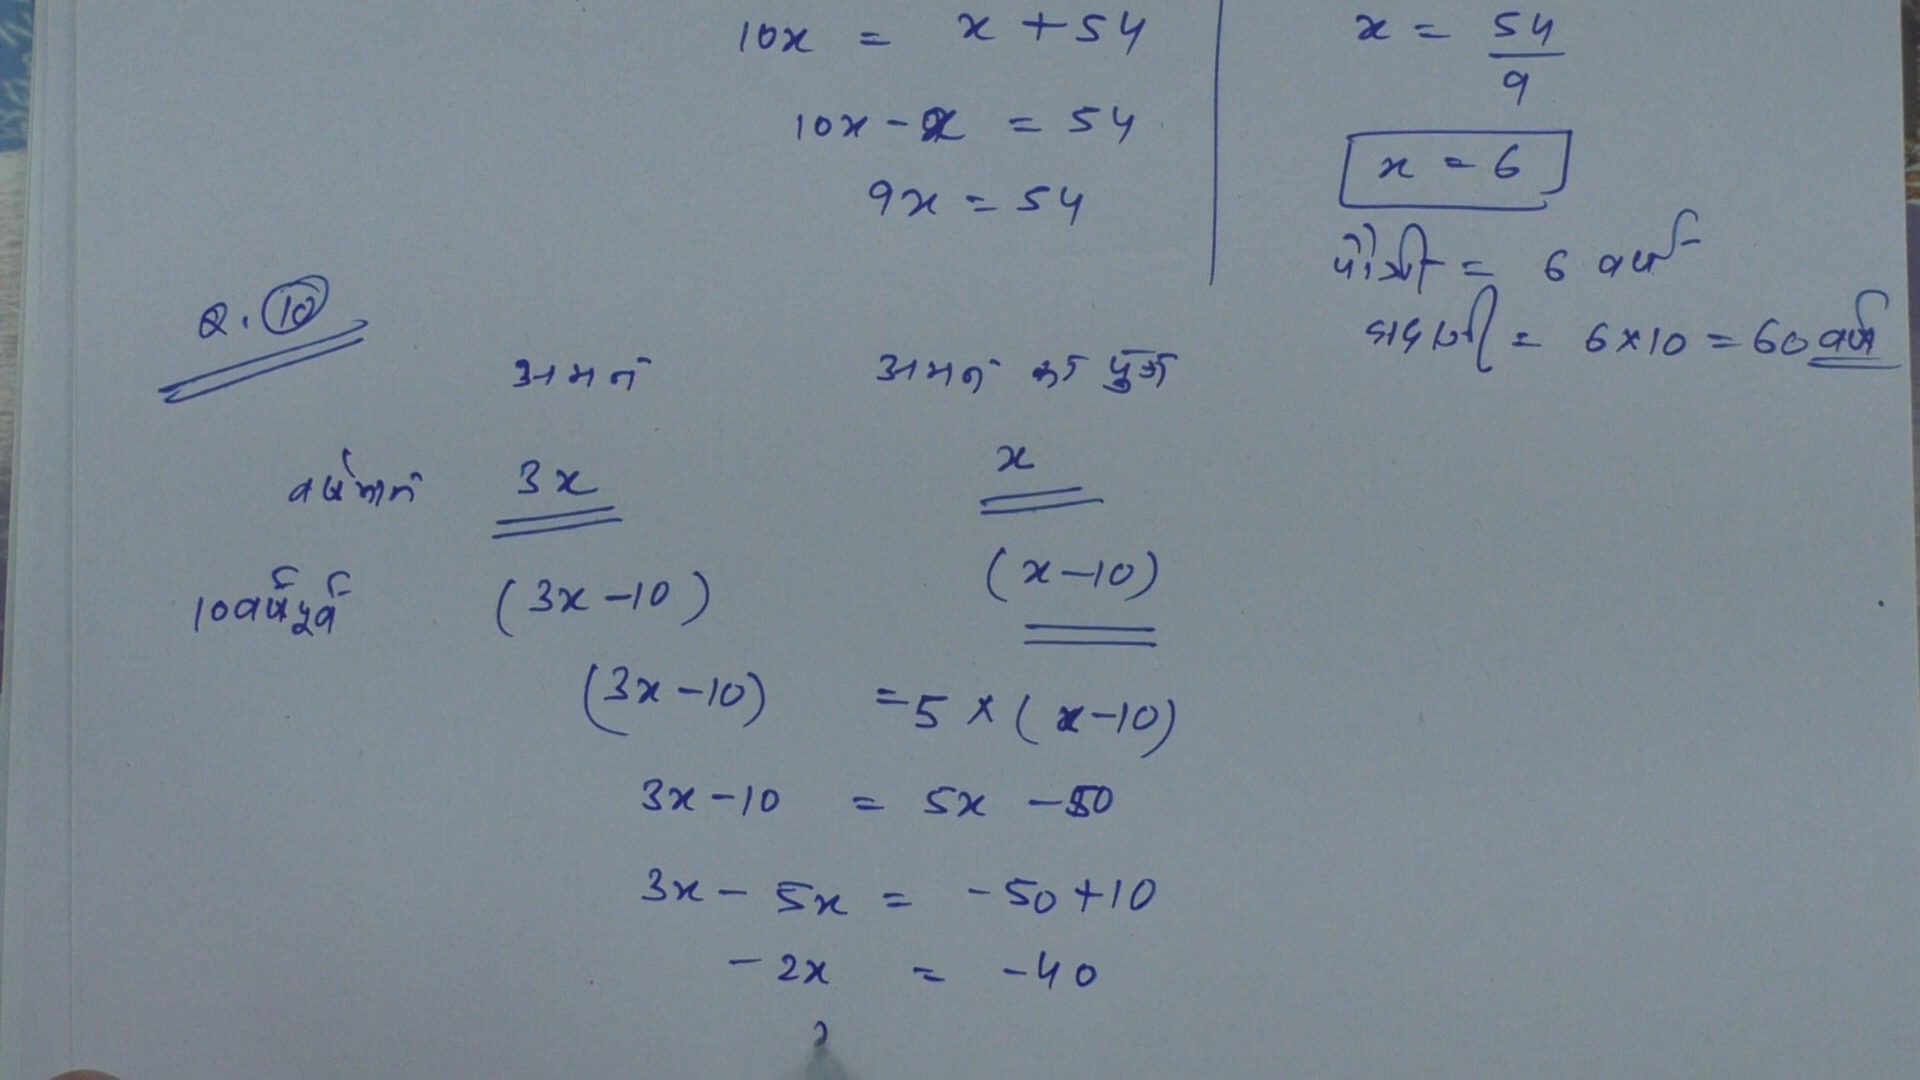 10x = x + 54
10x - x = 54
9x = 54
x = 54/9
x = 6
पोत्री = 6 वर्ष
दादाजी = 6x10 = 60 वर्ष
Q. 10
अमन अमन का पुत्र
वर्तमान 3x x
10 वर्ष पूर्व (3x-10) (x-10)
(3x-10) = 5 x (x-10)
3x-10 = 5x -50
3x - 5x = -50+10
-2x = -40